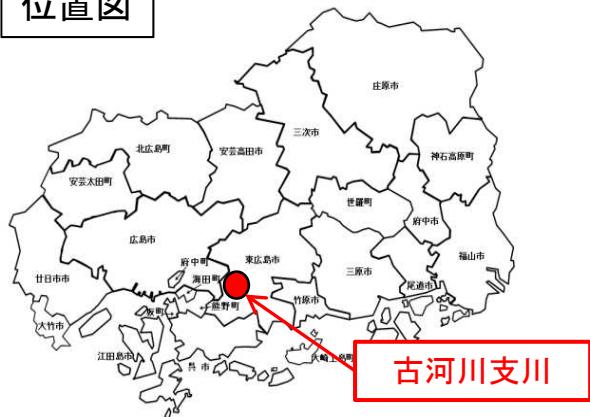 位置図
庄原市
三次市
北広島町
安芸高田市
神石高原町
安芸太田町
世羅町
府中市
広島市
府中町
東広島市
福山市
廿日市市
海田町
三原市
尾道市
竹原市
坂町
熊野町
大竹市
江田島市
呉市
大崎上島町
古河川支川